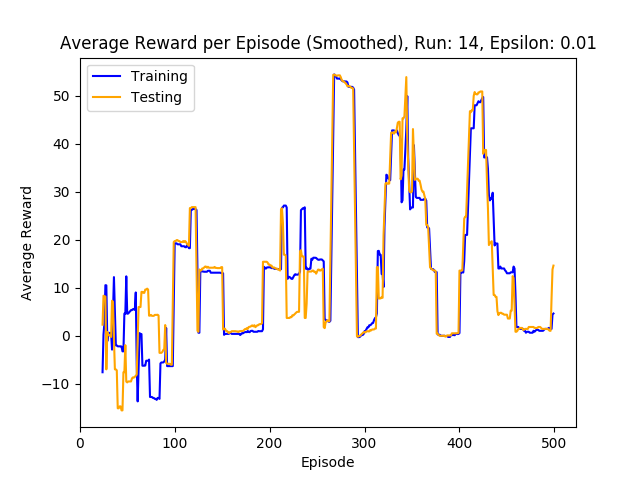 Average Reward per Episode (Smoothed), Run: 14, Epsilon: 0.01
Training
Testing
Average Reward
50
40
30
20
10
0
−10
0 100 200 300 400 500
Episode